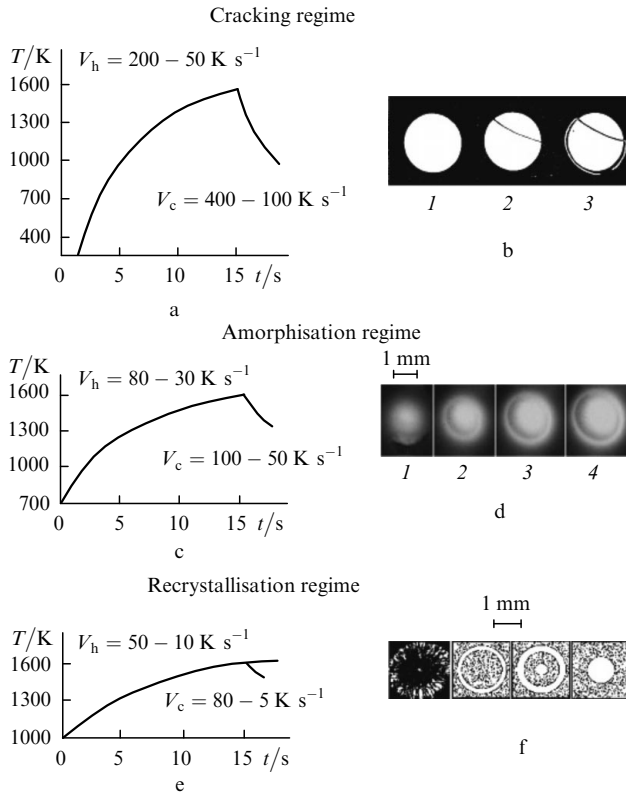 Cracking regime
T/K
V_h = 200 – 50 K s⁻¹
1600
1300
1000
700
400
V_c = 400 – 100 K s⁻¹
0 5 10 15 t/s
a
1 2 3
b
Amorphisation regime
T/K
V_h = 80 – 30 K s⁻¹
1600
1300
1000
700
V_c = 100 – 50 K s⁻¹
0 5 10 15 t/s
c
1 mm
1 2 3 4
d
Recrystallisation regime
T/K
V_h = 50 – 10 K s⁻¹
1600
1300
1000
V_c = 80 – 5 K s⁻¹
0 5 10 15 t/s
e
1 mm
f